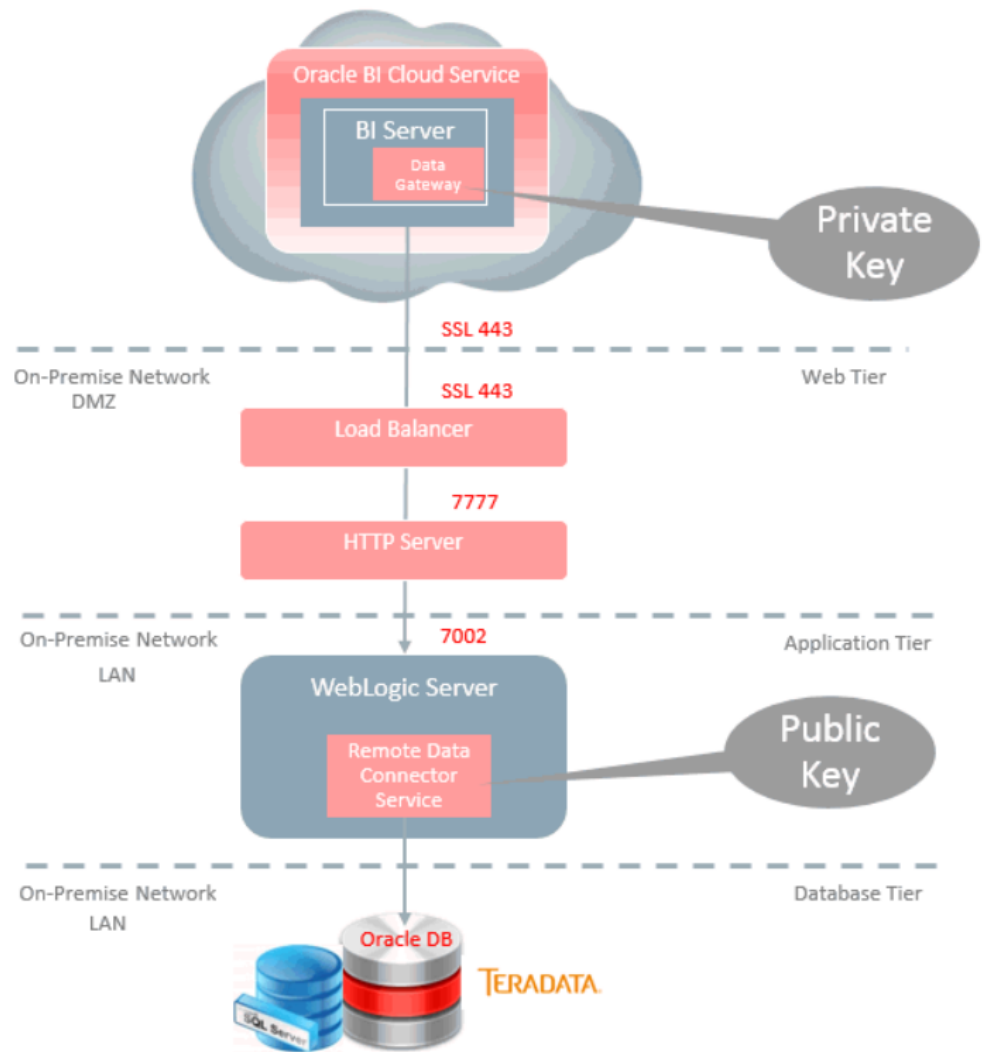 Oracle BI Cloud Service
BI Server
Data
Gateway
Private
Key
SSL 443
On-Premise Network
DMZ
Web Tier
SSL 443
Load Balancer
7777
HTTP Server
On-Premise Network
LAN
7002
Application Tier
WebLogic Server
Remote Data
Connector
Service
Public
Key
On-Premise Network
LAN
Database Tier
Oracle DB
SQL Server
TERADATA.